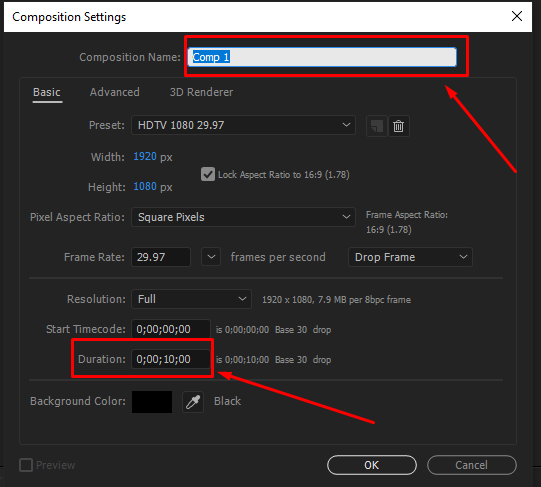 Composition Settings
Composition Name: Comp 1
Basic Advanced 3D Renderer
Preset: HDTV 1080 29.97
Width: 1920 px
Lock Aspect Ratio to 16:9 (1.78)
Height: 1080 px
Pixel Aspect Ratio: Square Pixels
Frame Aspect Ratio:
16:9 (1.78)
Frame Rate: 29.97 frames per second Drop Frame
Resolution: Full 1920 x 1080, 7.9 MB per 8bpc frame
Start Timecode: 0;00;00;00 is 0;00;00;00 Base 30 drop
Duration: 0;00;10;00 is 0;00;10;00 Base 30 drop
Background Color: Black
Preview OK Cancel